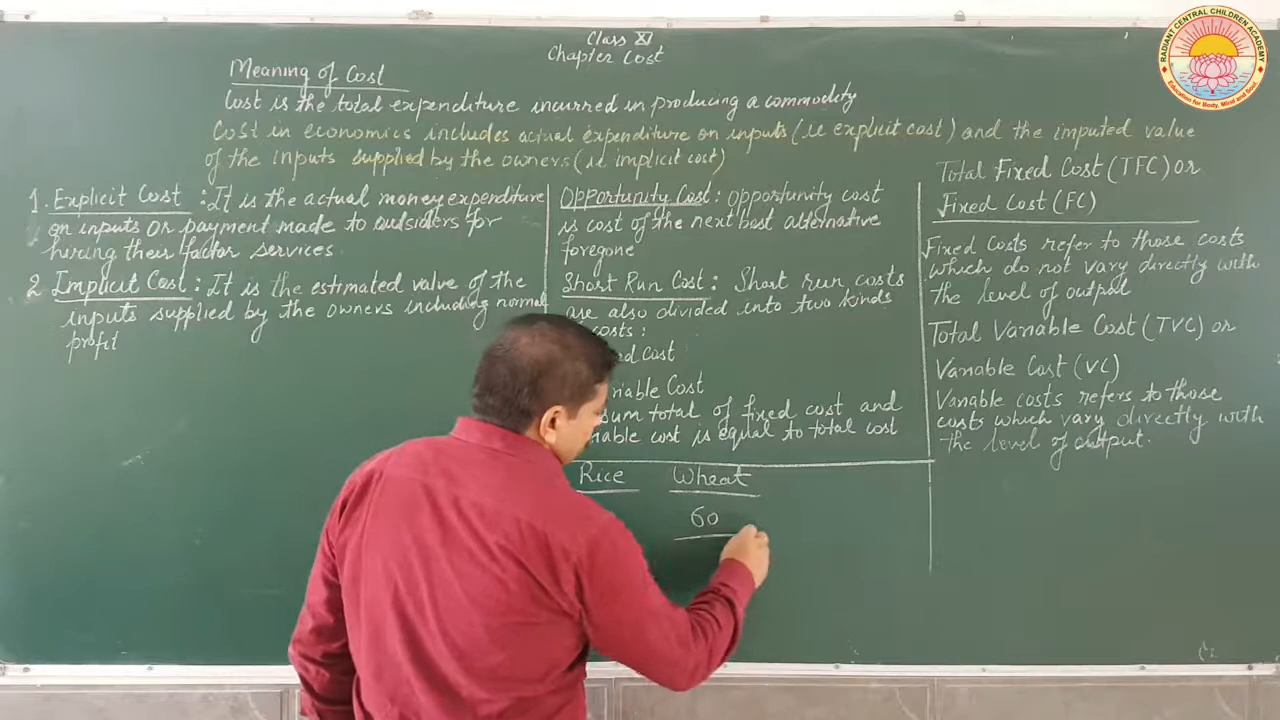 Class XI
Chapter Cost
Meaning of Cost
Cost is the total expenditure incurred in producing a commodity
Cost in economics includes actual expenditure on inputs (i.e explicit cost) and the imputed value
of the inputs supplied by the owners (i.e implicit cost)
1. Explicit Cost : It is the actual money expenditure
on inputs or payment made to outsiders for
hiring their factor services
2 Implicit Cost : It is the estimated value of the
inputs supplied by the owners including normal
profit
Opportunity Cost : Opportunity cost
is cost of the next best alternative
foregone
Short Run Cost : Short run costs
are also divided into two kinds
costs :
Cost
Cost
sum total of fixed cost and
cost is equal to total cost
Rice Wheat
60
Total Fixed Cost (TFC) or
Fixed Cost (FC)
Fixed Costs refer to those costs
which do not vary directly with
the level of output
Total Variable Cost (TVC) or
Variable Cost (VC)
Variable costs refers to those
costs which vary directly with
the level of output.
RADIANT CENTRAL CHILDREN ACADEMY
Education for Body, Mind and Soul